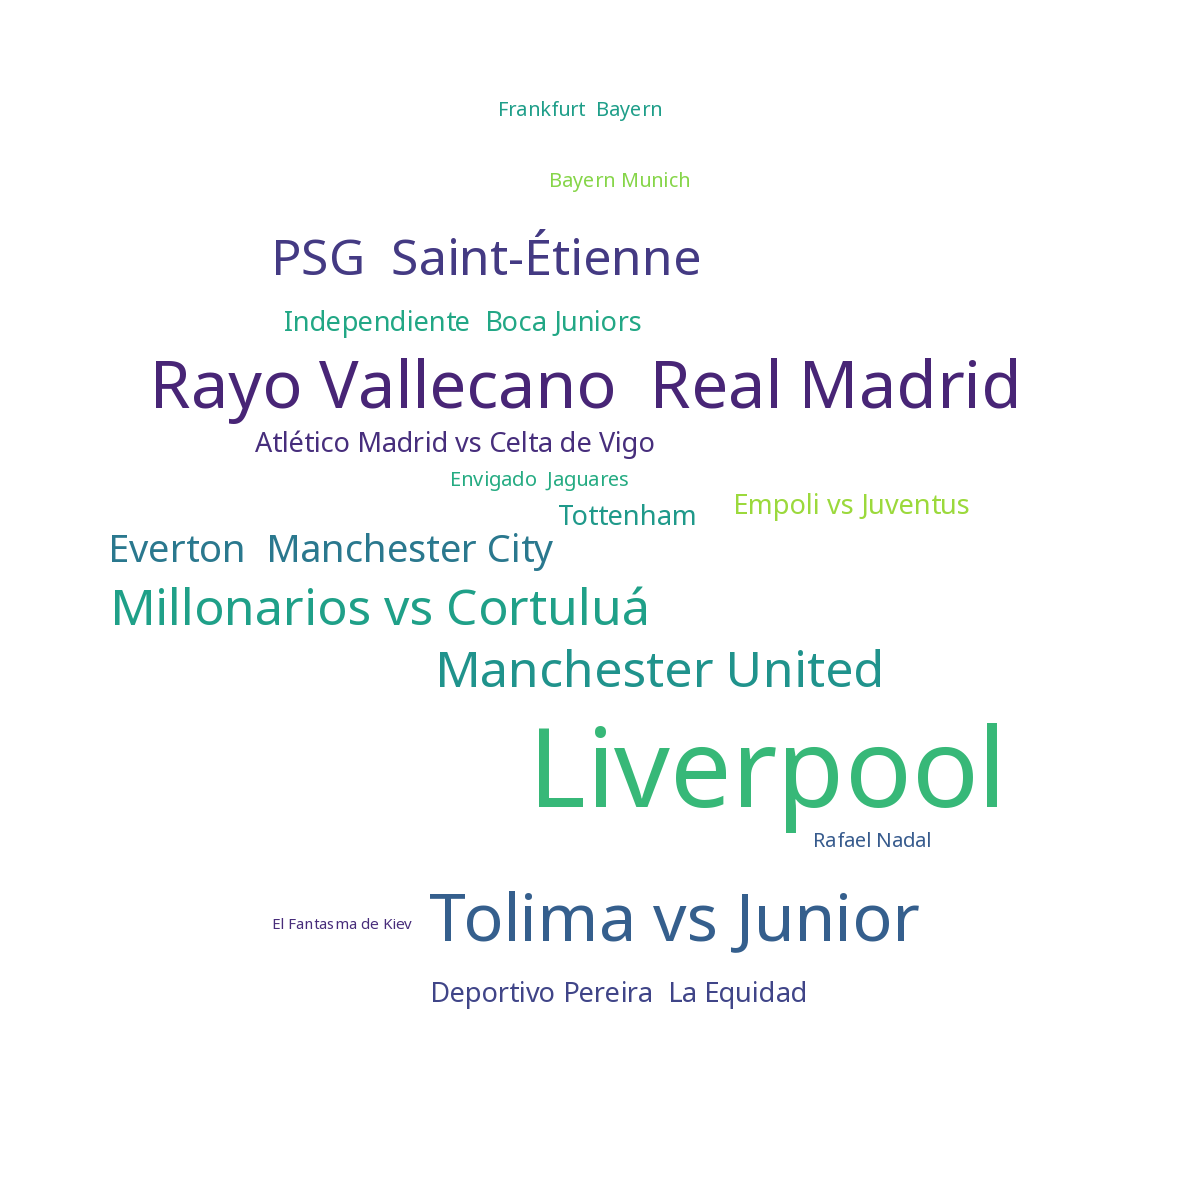 Frankfurt Bayern
Bayern Munich
PSG Saint-Étienne
Independiente Boca Juniors
Rayo Vallecano Real Madrid
Atlético Madrid vs Celta de Vigo
Envigado Jaguares
Empoli vs Juventus
Tottenham
Everton Manchester City
Millonarios vs Cortuluá
Manchester United
Liverpool
Rafael Nadal
Tolima vs Junior
El Fantasma de Kiev
Deportivo Pereira La Equidad